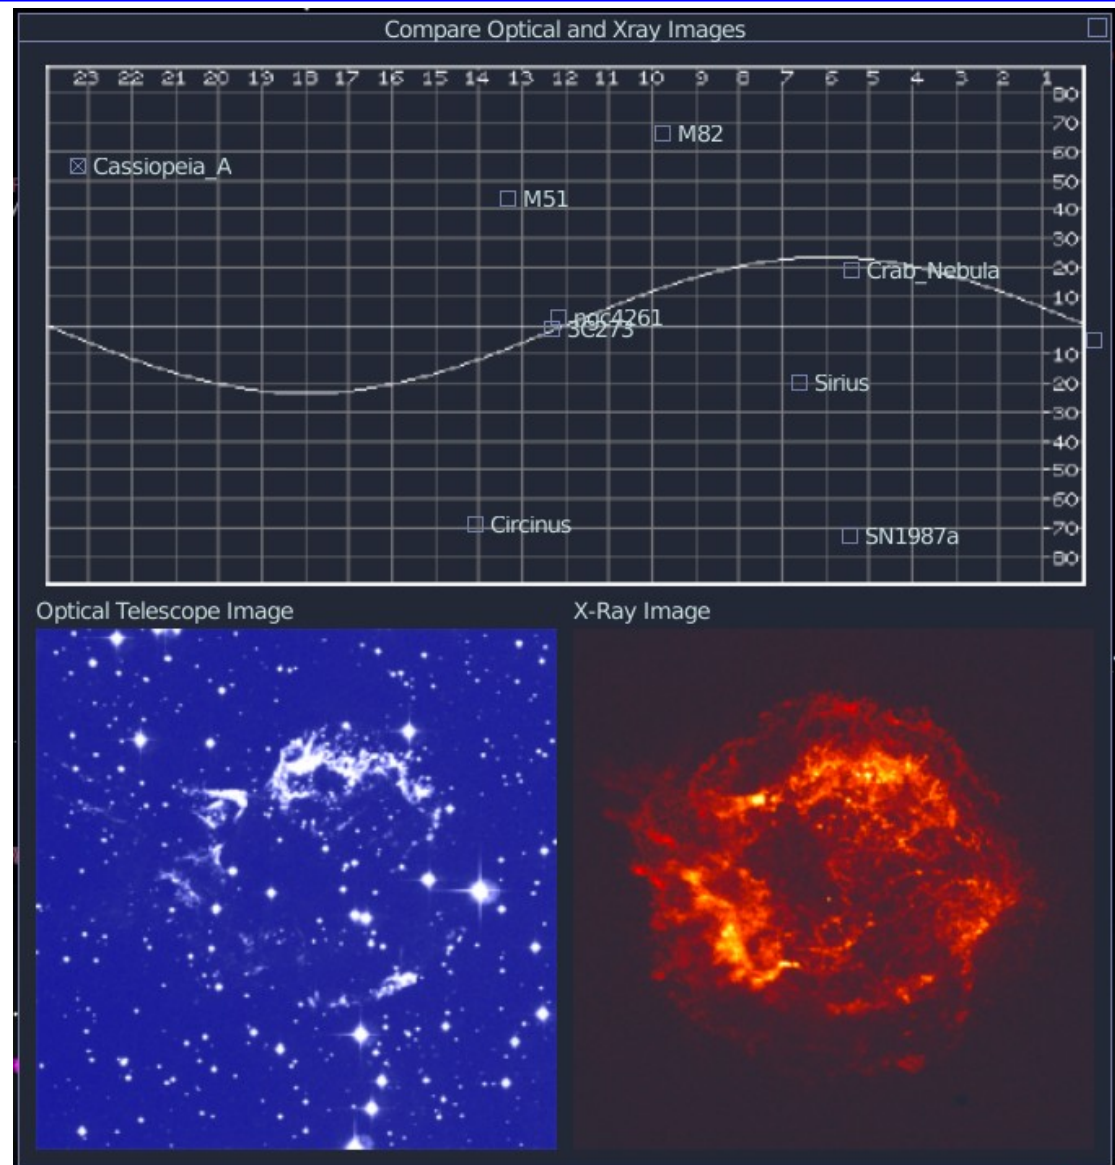 Compare Optical and Xray Images
23 22 21 20 19 18 17 16 15 14 13 12 11 10 9 8 7 6 5 4 3 2 1
80
70
M82
60
Cassiopeia_A
50
M51
40
30
Crab_Nebula
20
10
ngc4261
3C273
-10
-20
Sirius
-30
-40
-50
-60
Circinus
-70
SN1987a
-80
Optical Telescope Image
X-Ray Image